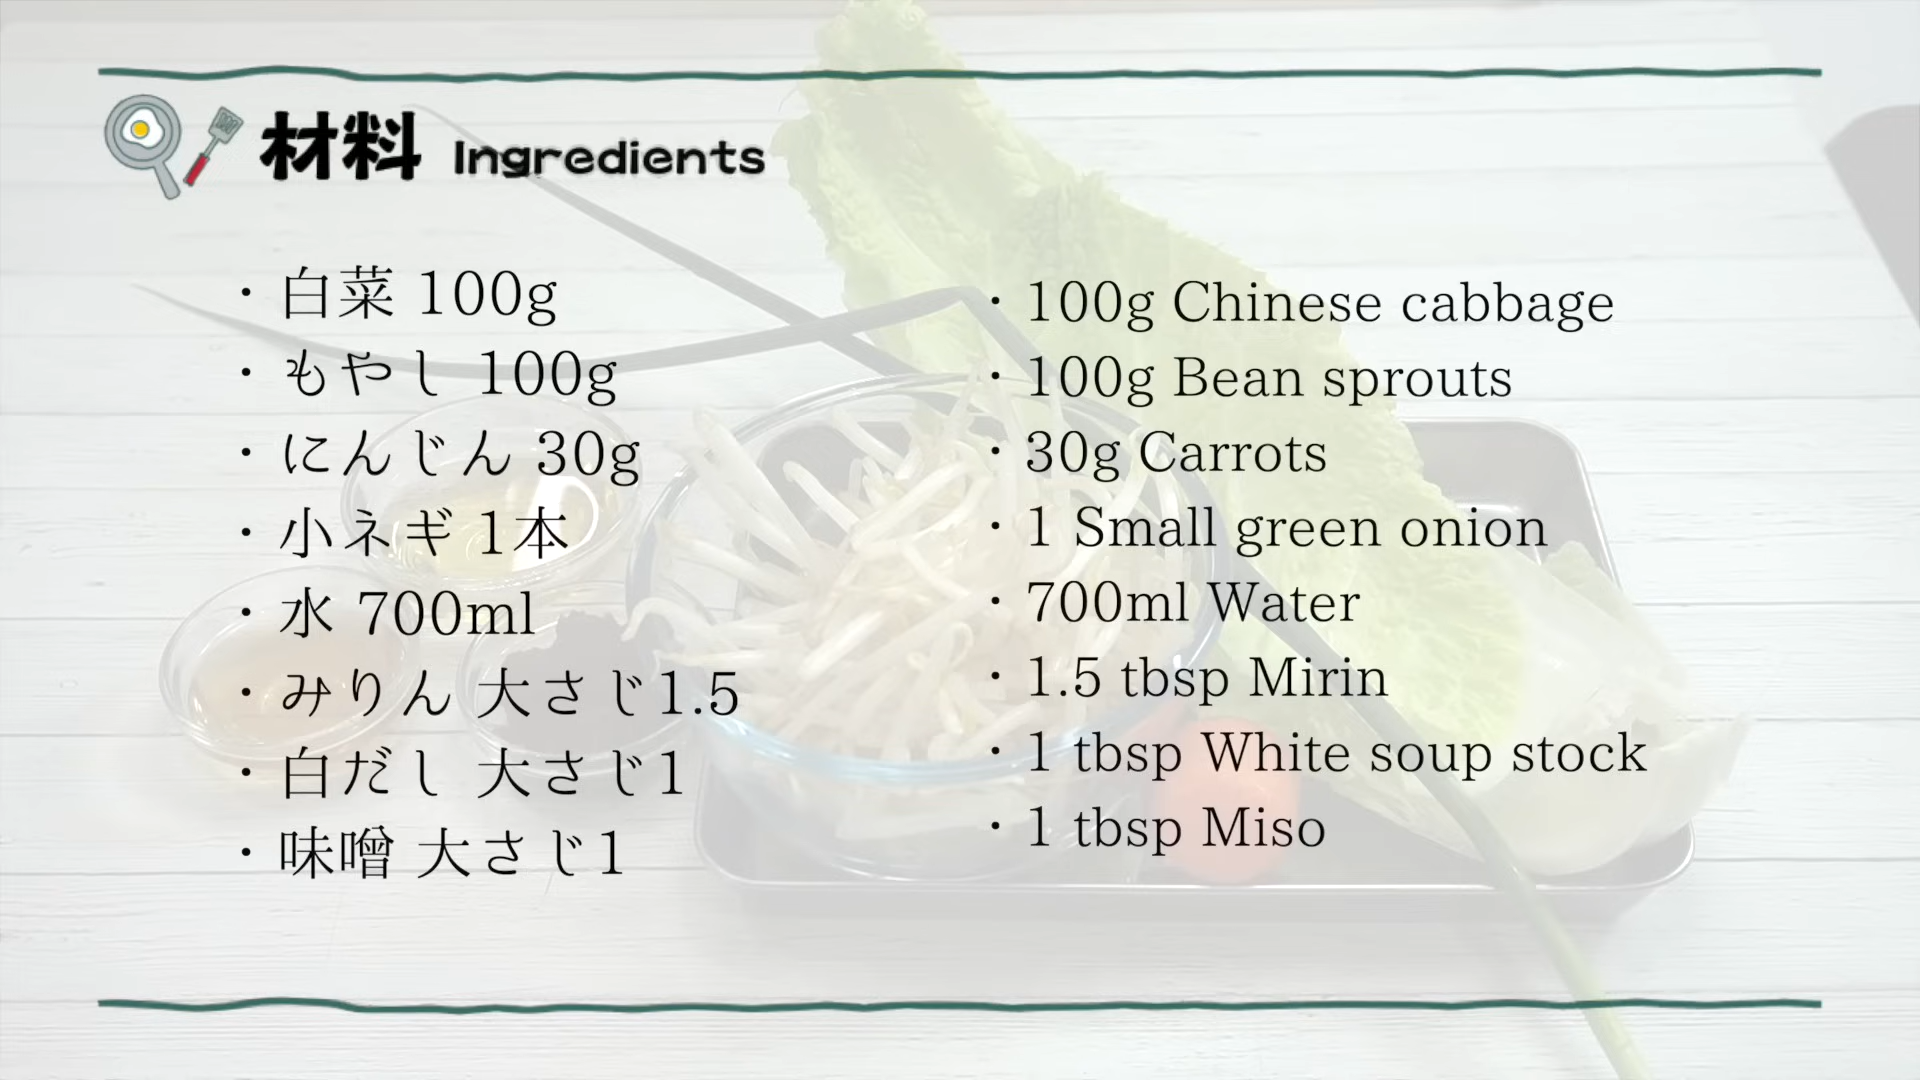 材料 Ingredients
・白菜 100g
・もやし 100g
・にんじん 30g
・小ネギ 1本
・水 700ml
・みりん 大さじ1.5
・白だし 大さじ1
・味噌 大さじ1
・100g Chinese cabbage
・100g Bean sprouts
・30g Carrots
・1 Small green onion
・700ml Water
・1.5 tbsp Mirin
・1 tbsp White soup stock
・1 tbsp Miso